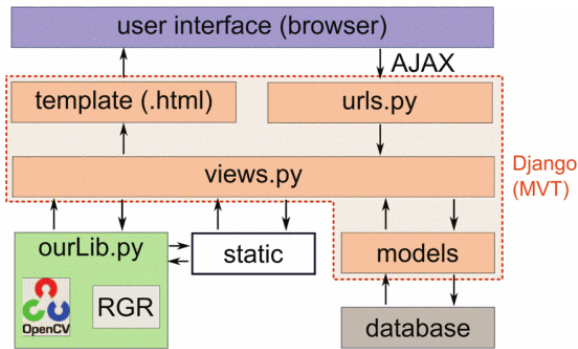 user interface (browser)
AJAX
template (.html)
urls.py
views.py
Django
(MVT)
ourLib.py
static
models
OpenCV
RGR
database